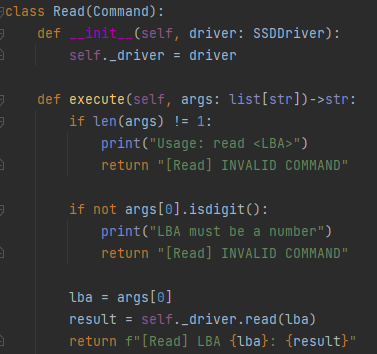 class Read(Command):
    def __init__(self, driver: SSDDriver):
        self._driver = driver

    def execute(self, args: list[str])->str:
        if len(args) != 1:
            print("Usage: read <LBA>")
            return "[Read] INVALID COMMAND"

        if not args[0].isdigit():
            print("LBA must be a number")
            return "[Read] INVALID COMMAND"

        lba = args[0]
        result = self._driver.read(lba)
        return f"[Read] LBA {lba}: {result}"